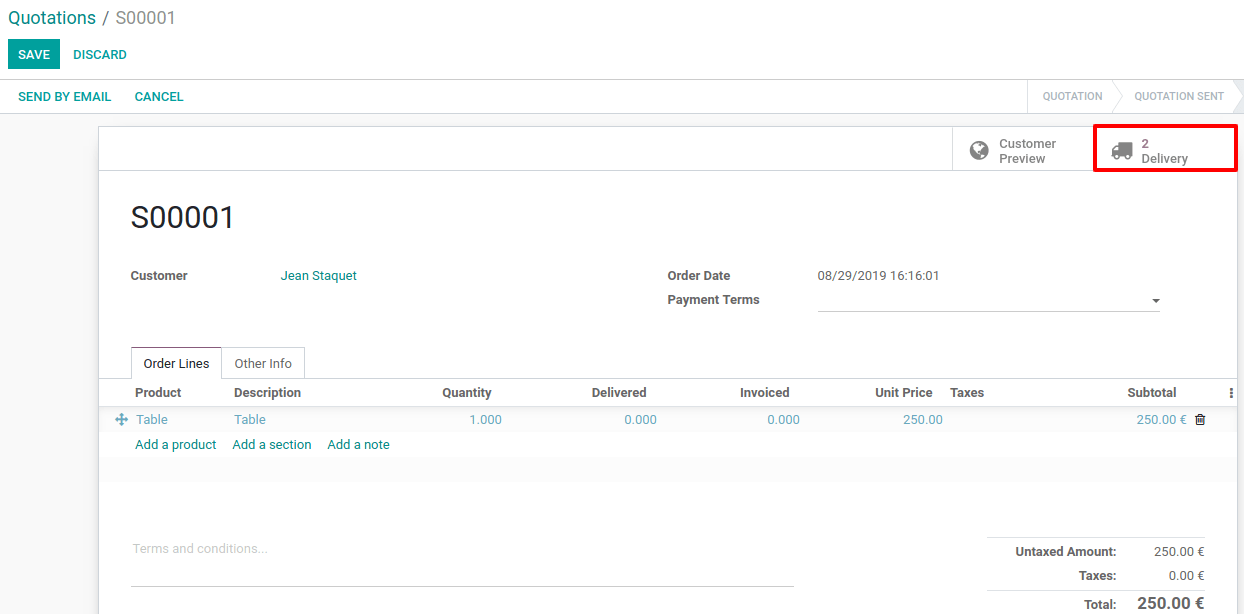 Quotations / S00001
SAVE DISCARD
SEND BY EMAIL CANCEL QUOTATION QUOTATION SENT
Customer Preview
2 Delivery
S00001
Customer Jean Staquet Order Date 08/29/2019 16:16:01
Payment Terms
Order Lines Other Info
Product Description Quantity Delivered Invoiced Unit Price Taxes Subtotal
Table Table 1.000 0.000 0.000 250.00 250.00 €
Add a product Add a section Add a note
Terms and conditions...
Untaxed Amount: 250.00 €
Taxes: 0.00 €
Total: 250.00 €